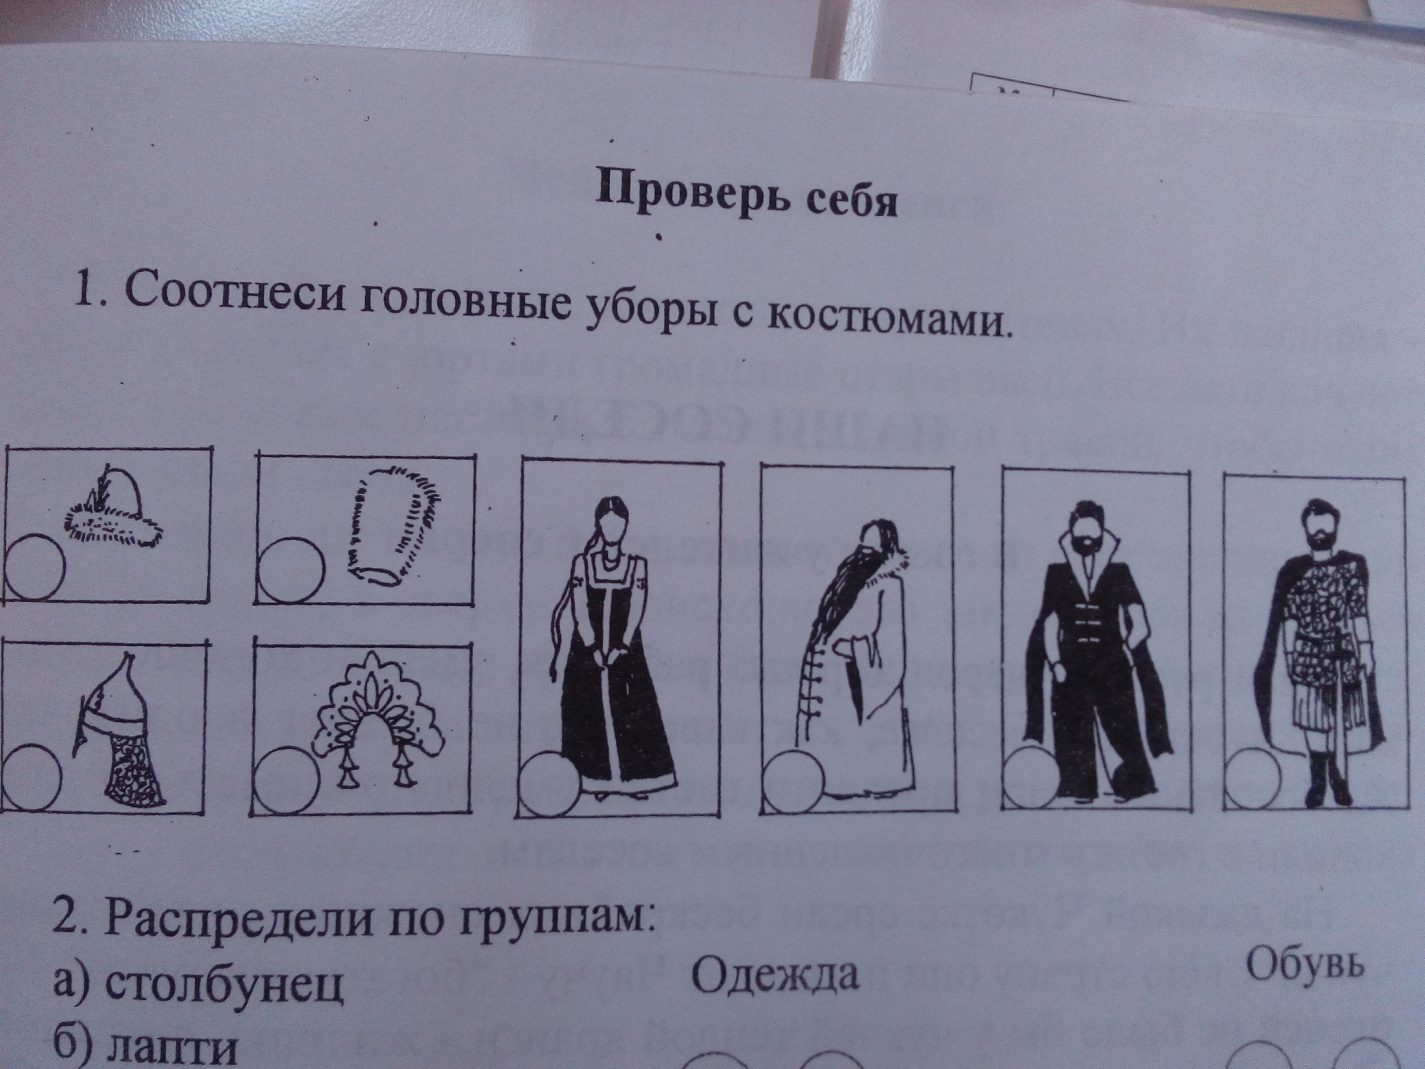 Проверь себя
1. Соотнеси головные уборы с костюмами.
2. Распредели по группам:
а) столбунец
Одежда
Обувь
б) лапти